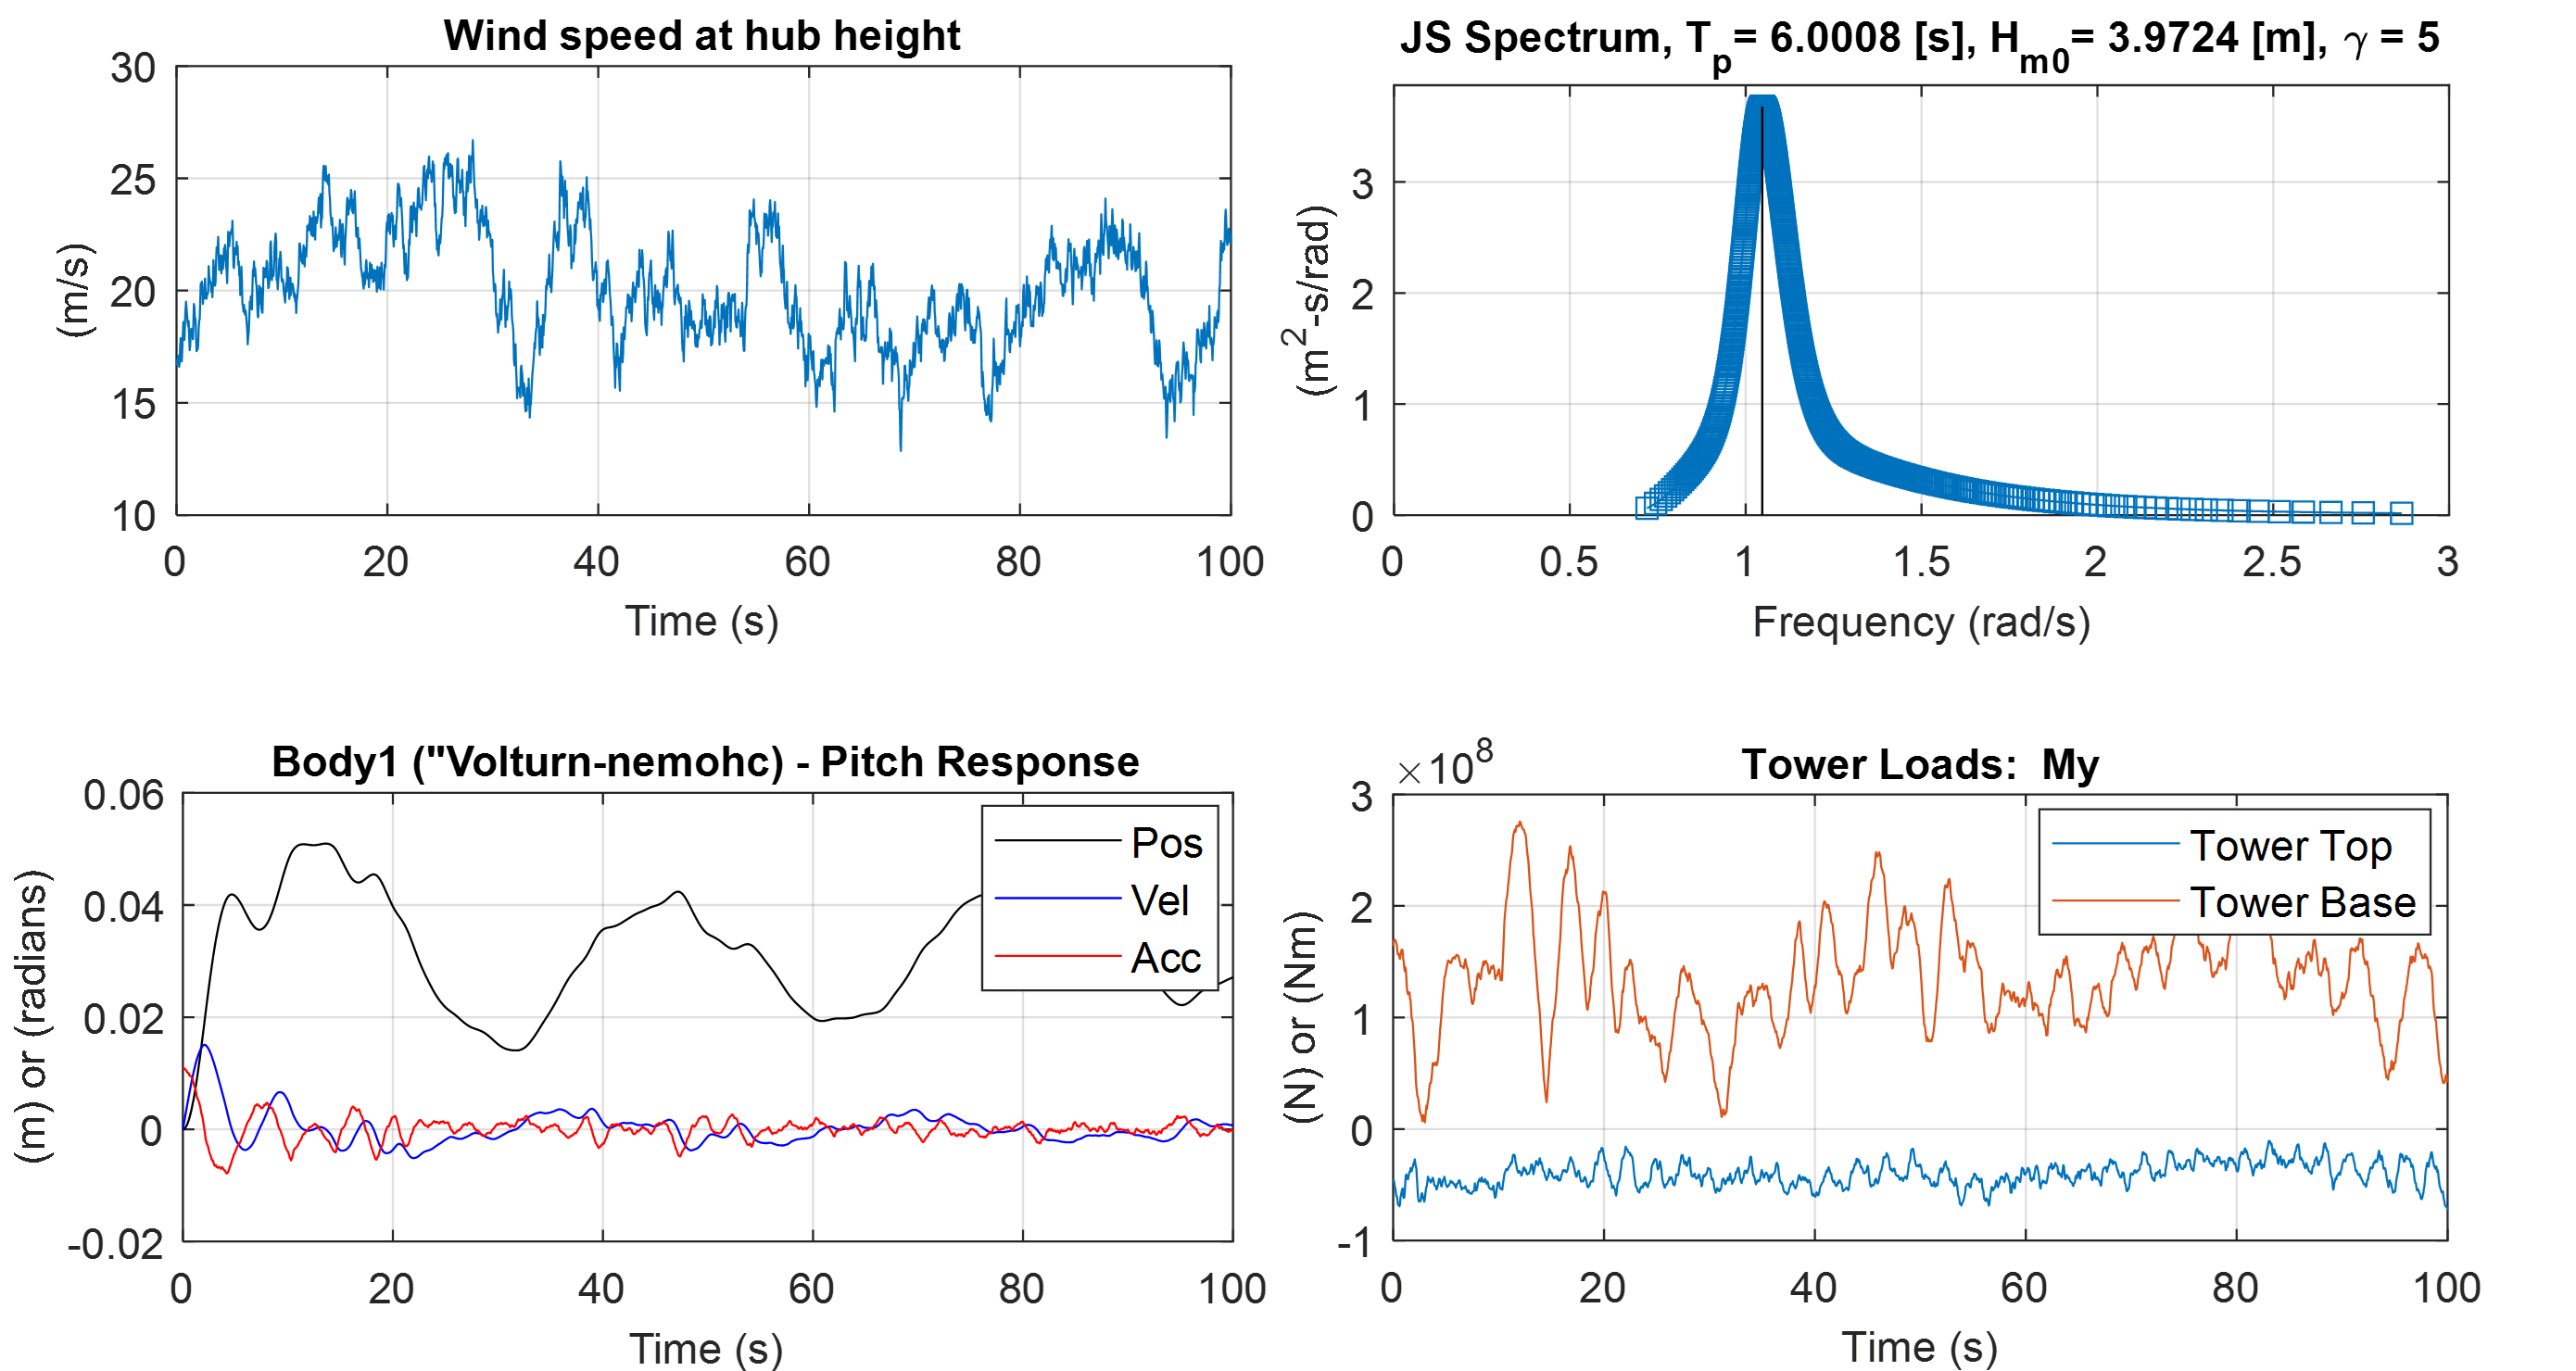 Wind speed at hub height
30
25
20
15
10
(m/s)
0 20 40 60 80 100
Time (s)
JS Spectrum, Tp= 6.0008 [s], Hm0= 3.9724 [m], γ = 5
3
2
1
0
(m²-s/rad)
0 0.5 1 1.5 2 2.5 3
Frequency (rad/s)
Body1 ("Volturn-nemohc) - Pitch Response
0.06
0.04
0.02
0
-0.02
(m) or (radians)
Pos
Vel
Acc
0 20 40 60 80 100
Time (s)
Tower Loads: My
×10⁸
3
2
1
0
-1
(N) or (Nm)
Tower Top
Tower Base
0 20 40 60 80 100
Time (s)